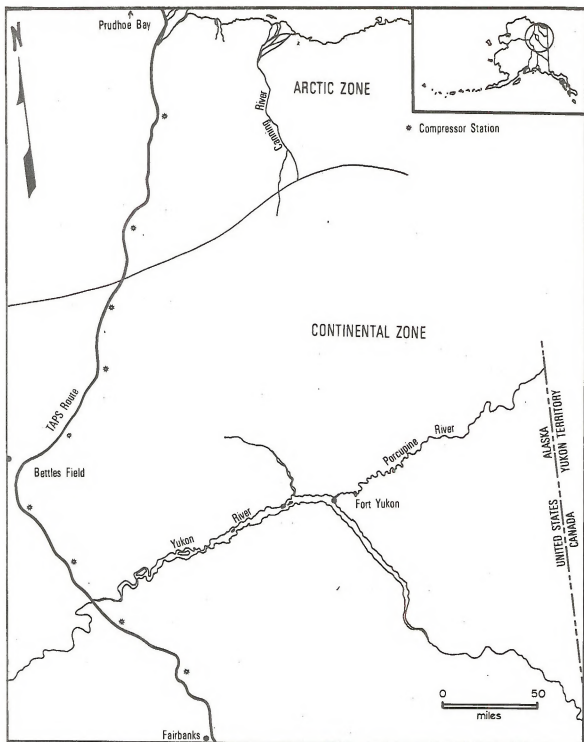 Prudhoe Bay
N
ARCTIC ZONE
Canning River
Compressor Station
CONTINENTAL ZONE
TAPS Route
ALASKA
YUKON TERRITORY
Porcupine River
Bettles Field
Fort Yukon
Yukon River
UNITED STATES
CANADA
0 50
miles
Fairbanks